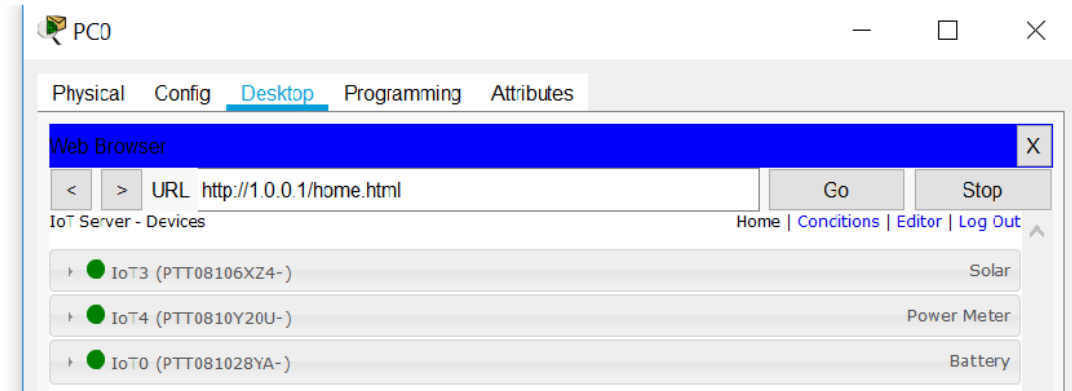 PC0
Physical Config Desktop Programming Attributes
Web Browser X
< > URL http://1.0.0.1/home.html Go Stop
IoT Server - Devices Home | Conditions | Editor | Log Out
IoT3 (PTT08106XZ4-) Solar
IoT4 (PTT0810Y20U-) Power Meter
IoT0 (PTT081028YA-) Battery